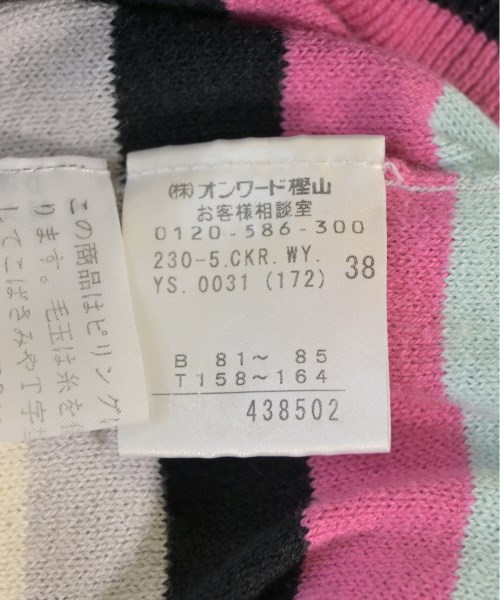 (株)オンワード樫山
お客様相談室
0120-586-300
230-5.CKR.WY.
YS.0031 (172) 38
B 81～ 85
T158～164
438502
この商品はピリング
ります。毛玉は糸を
してこばさみやT字